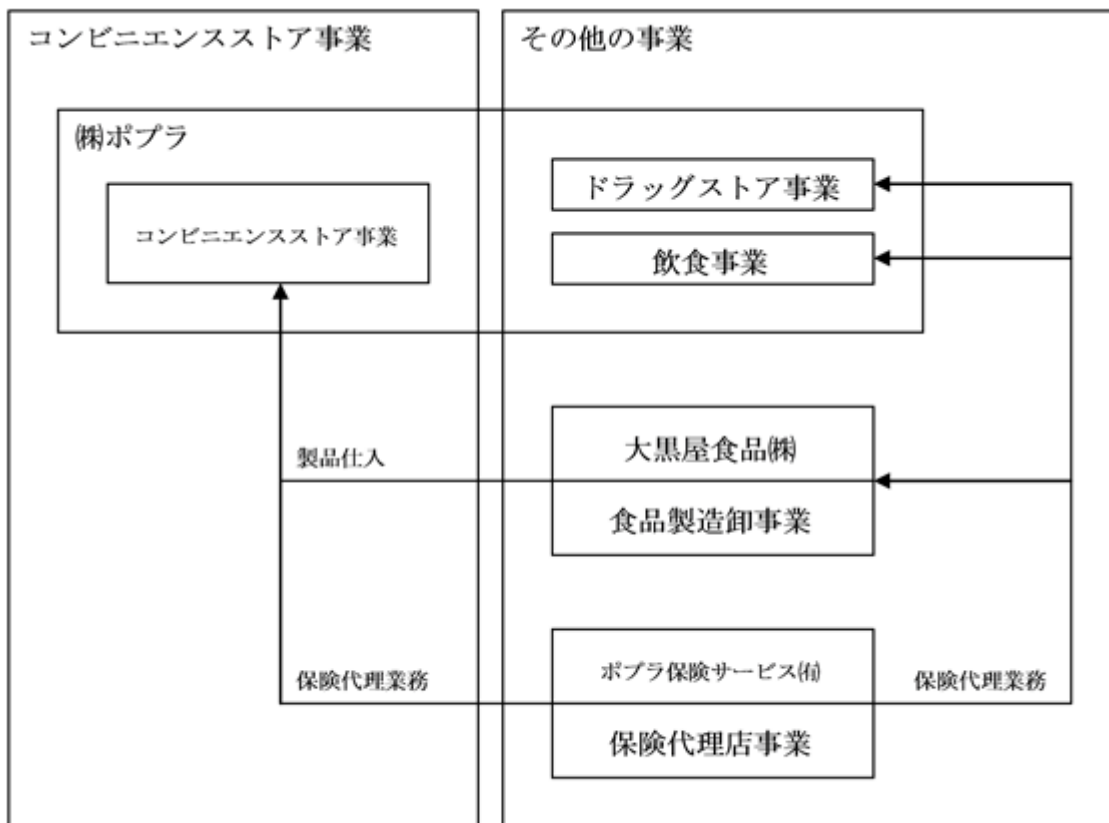 コンビニエンスストア事業
その他の事業
㈱ポプラ
コンビニエンスストア事業
ドラッグストア事業
飲食事業
大黒屋食品㈱
製品仕入
食品製造卸事業
ポプラ保険サービス㈲
保険代理業務
保険代理業務
保険代理店事業